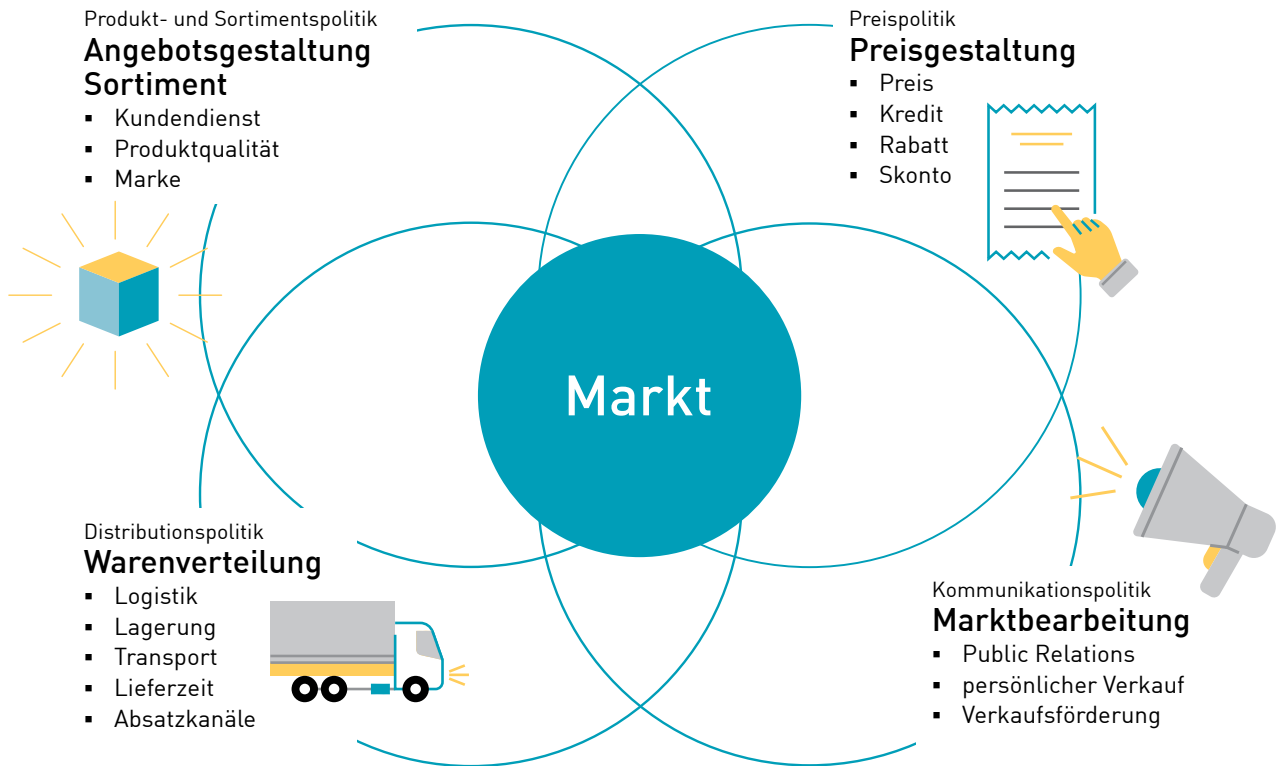 Produkt- und Sortimentspolitik
Angebotsgestaltung
Sortiment
▪ Kundendienst
▪ Produktqualität
▪ Marke
Preispolitik
Preisgestaltung
▪ Preis
▪ Kredit
▪ Rabatt
▪ Skonto
Markt
Distributionspolitik
Warenverteilung
▪ Logistik
▪ Lagerung
▪ Transport
▪ Lieferzeit
▪ Absatzkanäle
Kommunikationspolitik
Marktbearbeitung
▪ Public Relations
▪ persönlicher Verkauf
▪ Verkaufsförderung